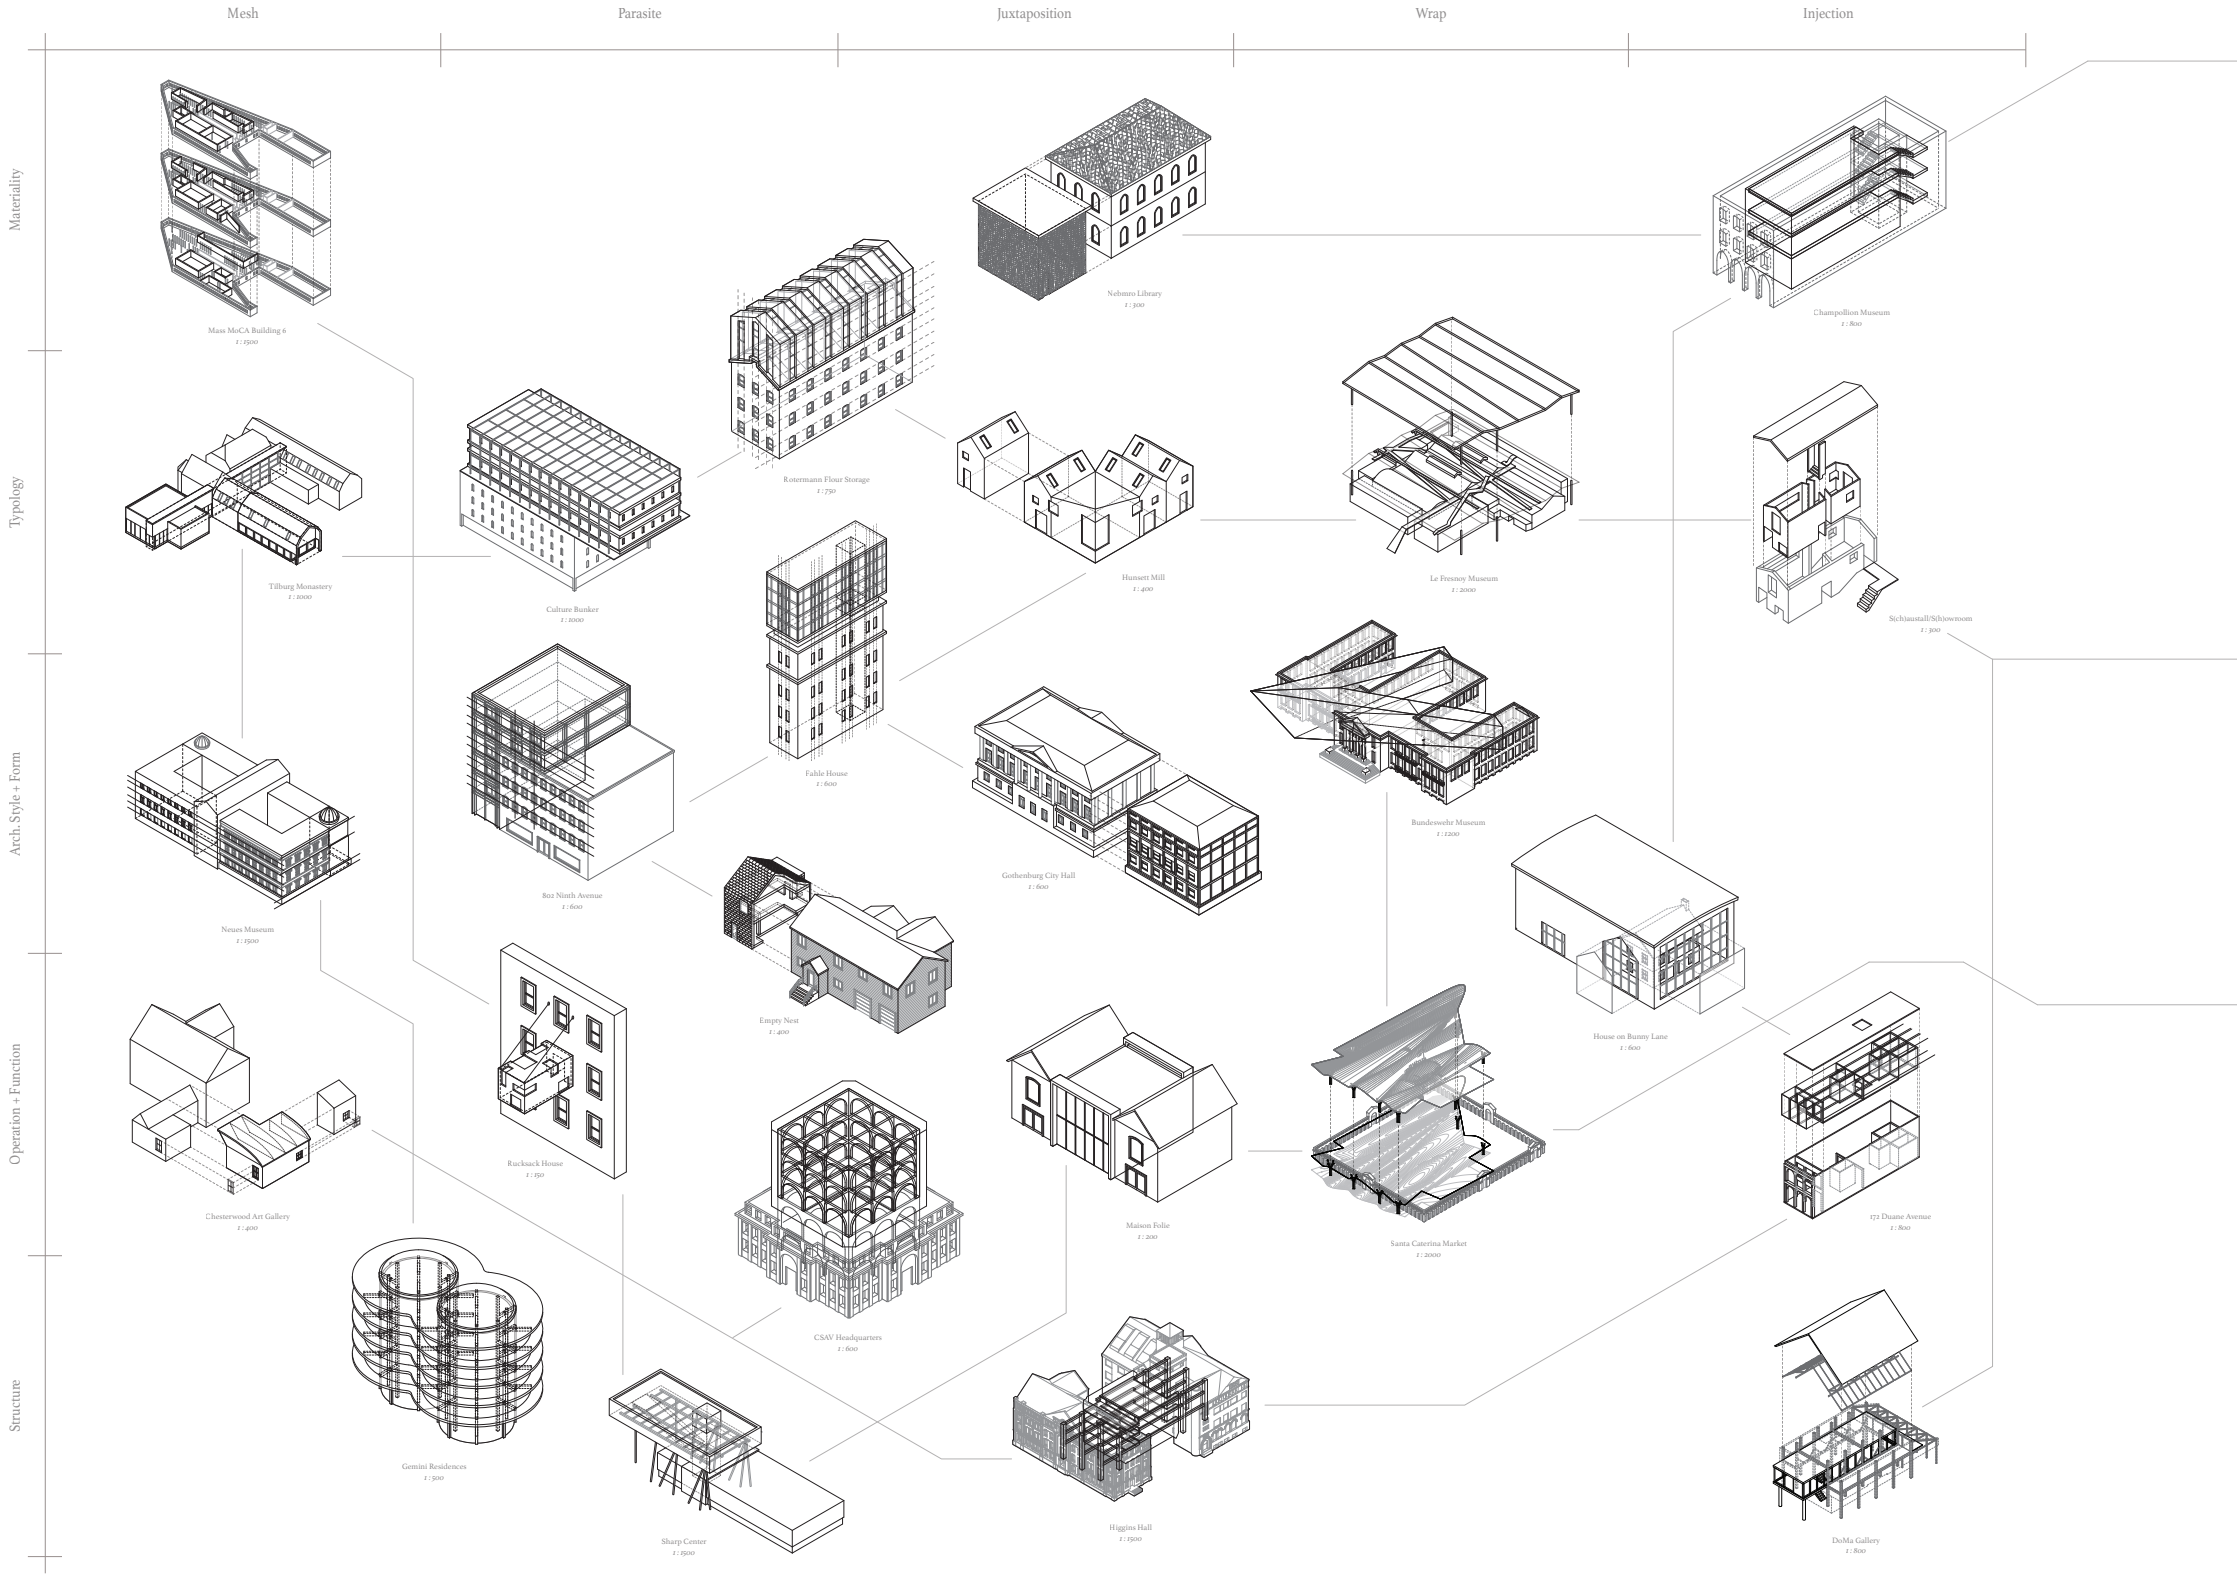 Mesh
Parasite
Juxtaposition
Wrap
Injection
Materiality
Typology
Arch. Style + Form
Operation + Function
Structure
Mass MoCA Building 6
1 : 1500
Nebmro Library
1 : 300
Champollion Museum
1 : 800
Rotermann Flour Storage
1 : 750
Tilburg Monastery
1 : 1000
Culture Bunker
1 : 1000
Hunsett Mill
1 : 400
Le Fresnoy Museum
1 : 2000
S(ch)austall/S(h)owroom
1 : 300
Fahle House
1 : 600
Bundeswehr Museum
1 : 1200
Neues Museum
1 : 1500
802 Ninth Avenue
1 : 600
Gothenburg City Hall
1 : 600
Empty Nest
1 : 400
House on Bunny Lane
1 : 600
Chesterwood Art Gallery
1 : 400
Rucksack House
1 : 150
Maison Folie
1 : 200
Santa Caterina Market
1 : 2000
172 Duane Avenue
1 : 800
CSAV Headquarters
1 : 600
Gemini Residences
1 : 500
Sharp Center
1 : 1500
Higgins Hall
1 : 1500
DoMa Gallery
1 : 800